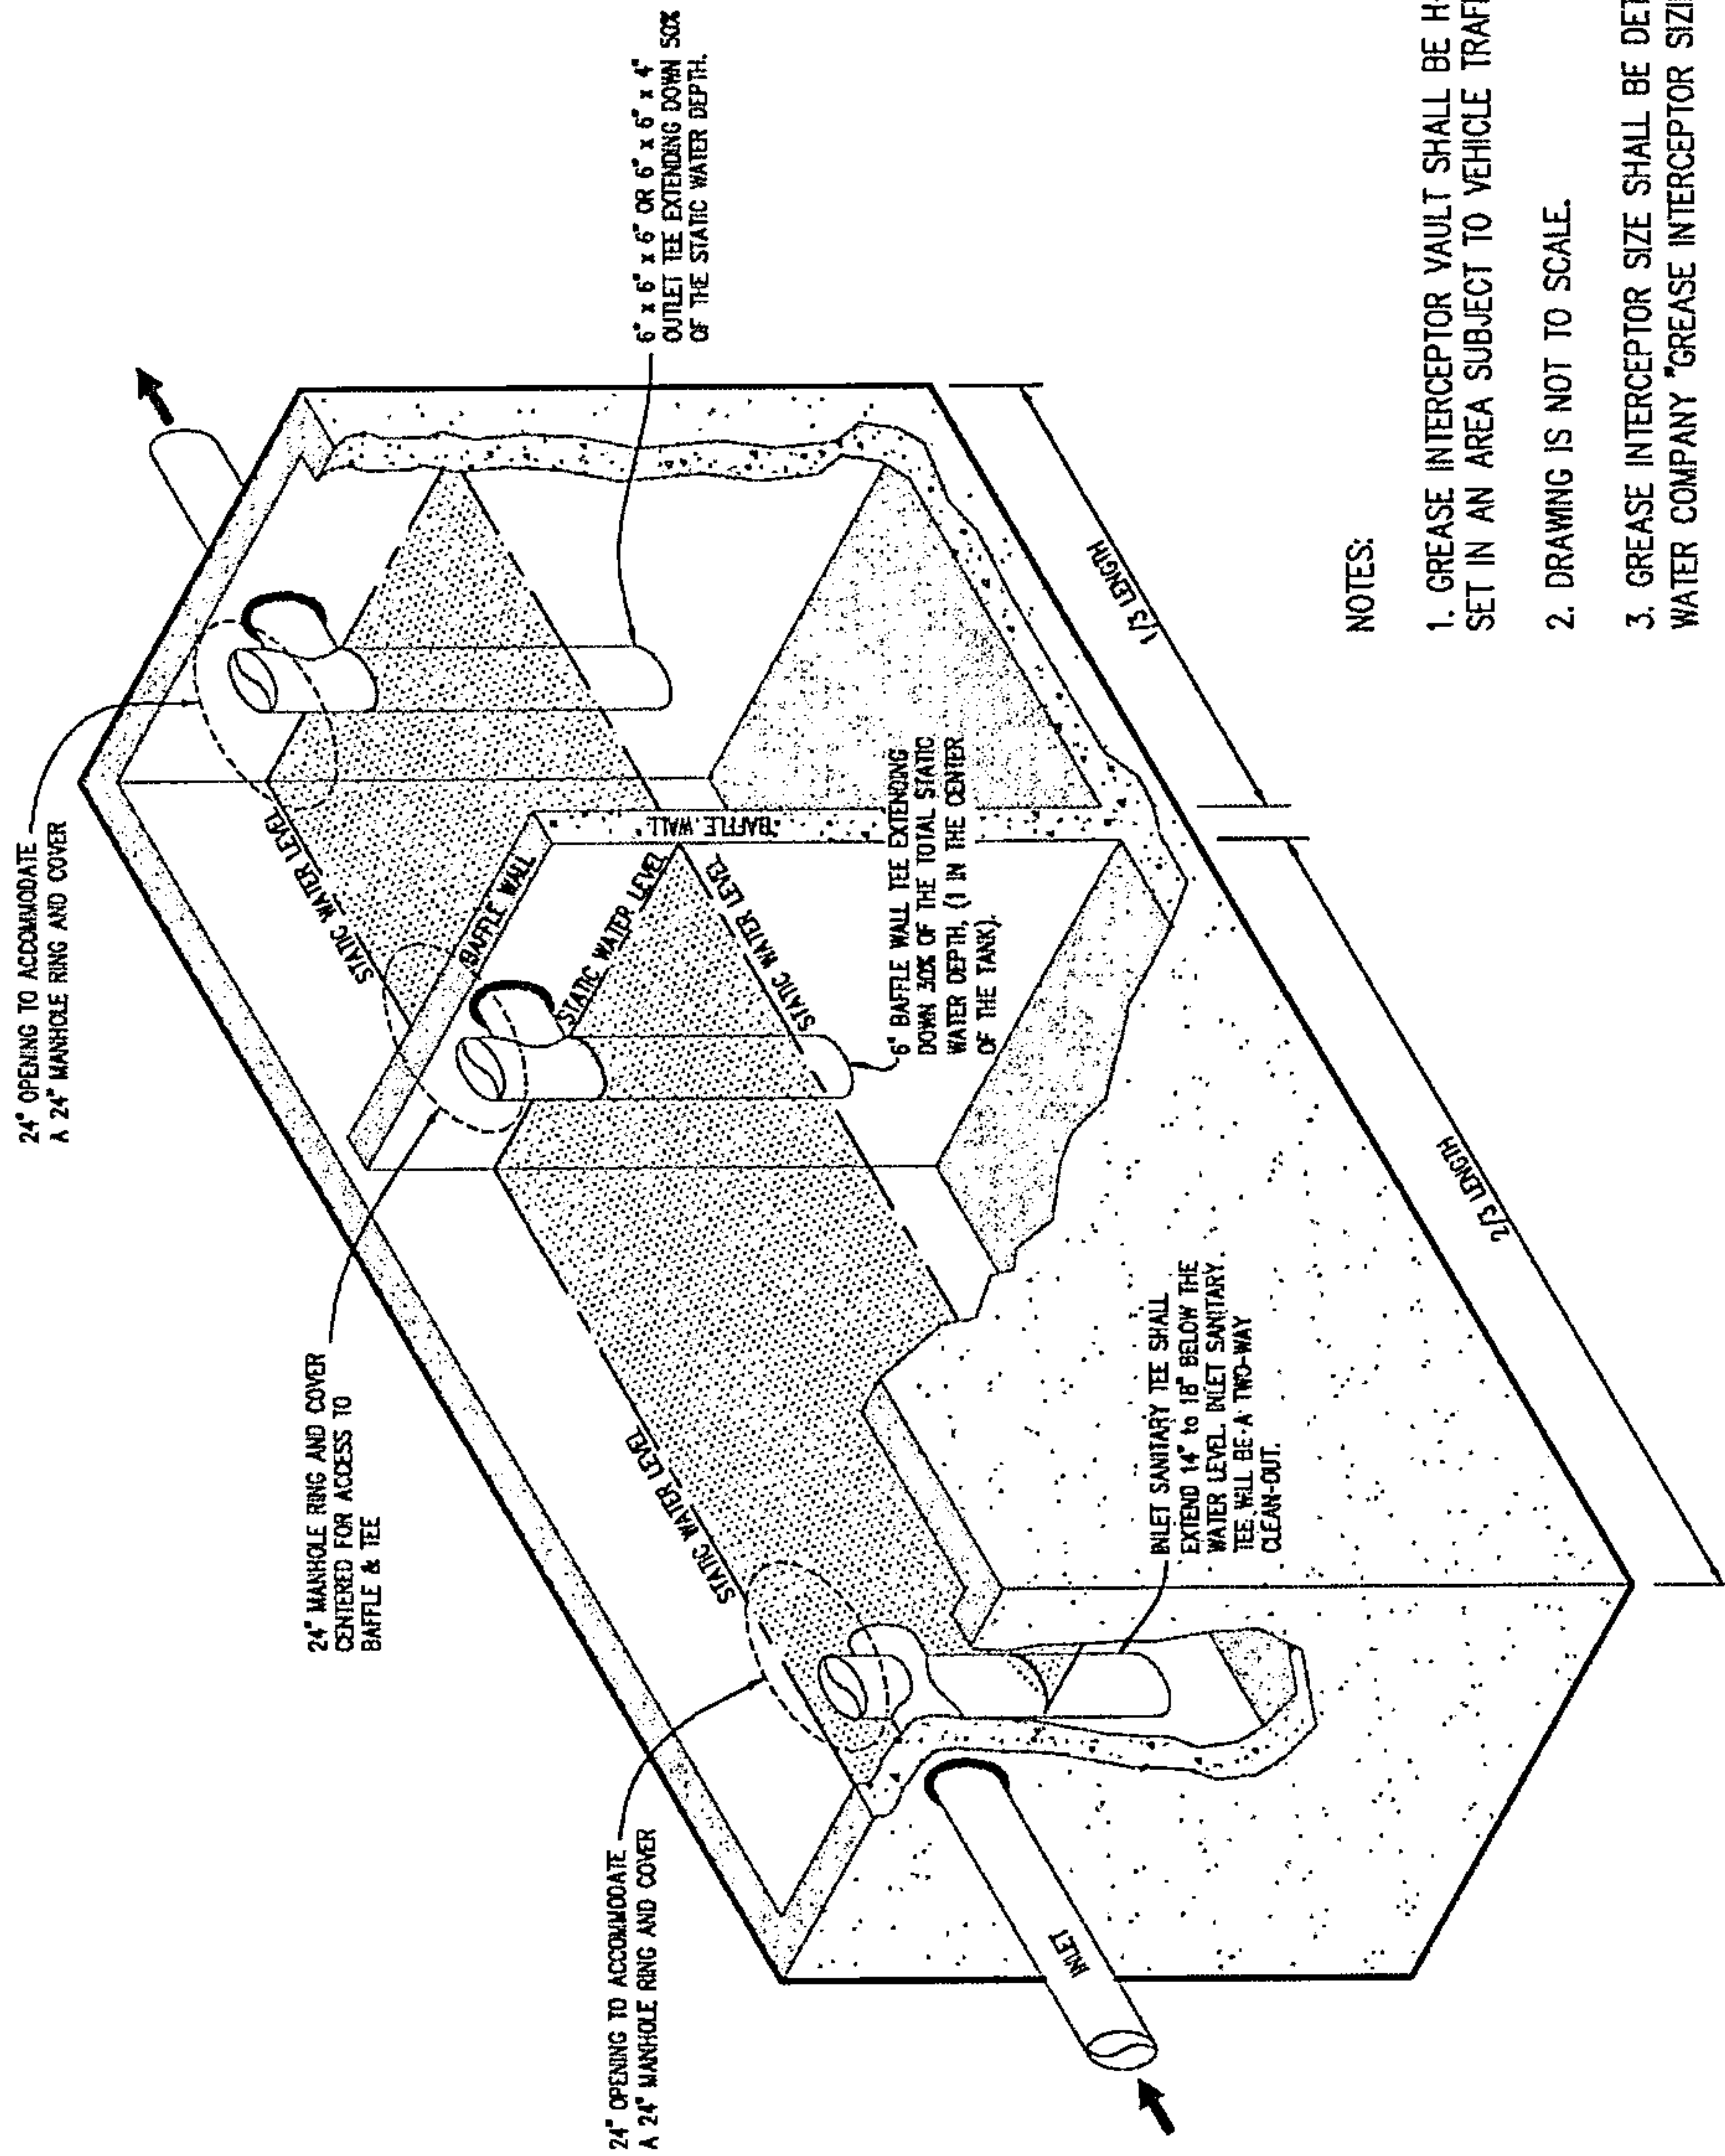 24" OPENING TO ACCOMMODATE
A 24" MANHOLE RING AND COVER
24" MANHOLE RING AND COVER
CENTERED FOR ACCESS TO
BAFFLE & TEE
24" OPENING TO ACCOMMODATE
A 24" MANHOLE RING AND COVER
6" x 6" x 6" OR 6" x 6" x 4"
OUTLET TEE EXTENDING DOWN 50%
OF THE STATIC WATER DEPTH.
STATIC WATER LEVEL
BAFFLE WALL
BAFFLE WALL
STATIC WATER LEVEL
STATIC WATER LEVEL
STATIC WATER LEVEL
6" BAFFLE WALL TEE EXTENDING
DOWN OF THE TOTAL STATIC
WATER DEPTH, (1 IN THE CENTER
OF THE TANK).
INLET SANITARY TEE SHALL
EXTEND 14" to 18" BELOW THE
WATER LEVEL. INLET SANITARY
TEE WILL BE A TWO-WAY
CLEAN-OUT.
INLET
1/3 LENGTH
2/3 LENGTH
NOTES:
1. GREASE INTERCEPTOR VAULT SHALL BE H-
SET IN AN AREA SUBJECT TO VEHICLE TRAFF
2. DRAWING IS NOT TO SCALE.
3. GREASE INTERCEPTOR SIZE SHALL BE DET
WATER COMPANY "GREASE INTERCEPTOR SIZI